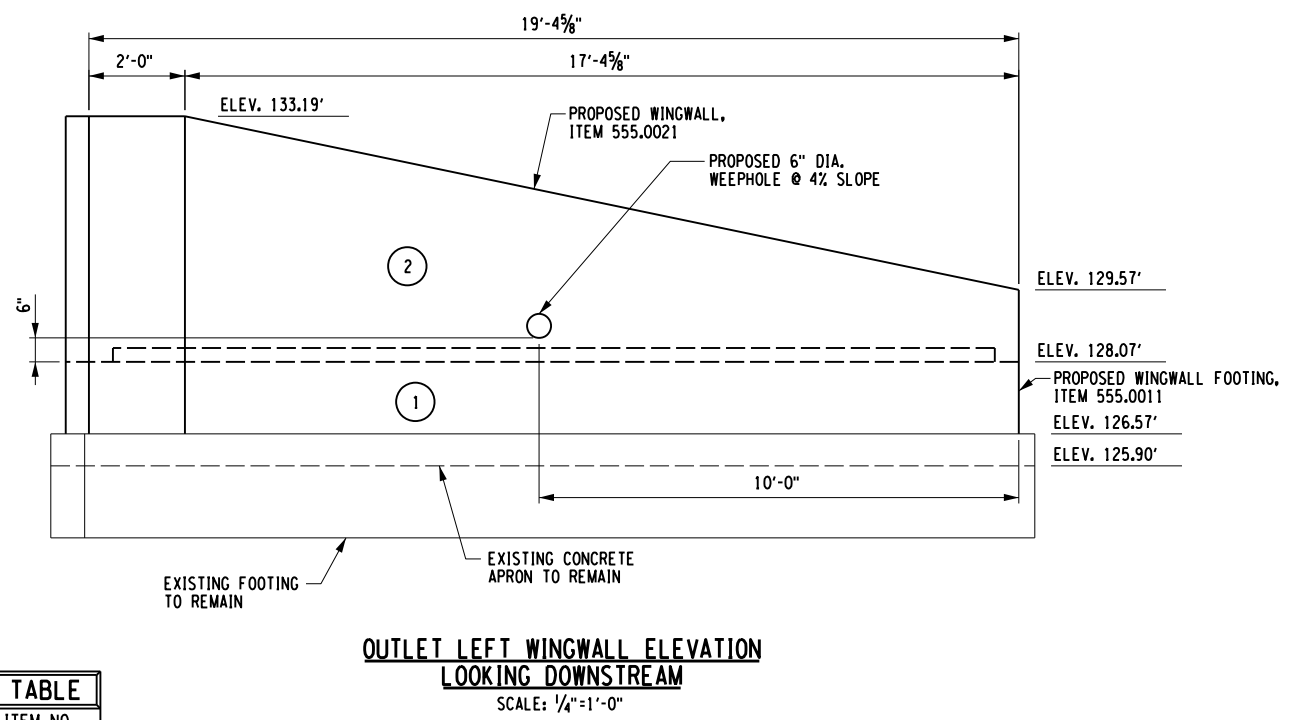 19'-4⅝"
2'-0"
17'-4⅝"
ELEV. 133.19'
PROPOSED WINGWALL,
ITEM 555.0021
PROPOSED 6" DIA.
WEEPHOLE @ 4% SLOPE
2
ELEV. 129.57'
6"
ELEV. 128.07'
PROPOSED WINGWALL FOOTING,
ITEM 555.0011
1
ELEV. 126.57'
ELEV. 125.90'
10'-0"
EXISTING CONCRETE
APRON TO REMAIN
EXISTING FOOTING
TO REMAIN
OUTLET LEFT WINGWALL ELEVATION
LOOKING DOWNSTREAM
SCALE: ¼"=1'-0"
TABLE
ITEM NO.